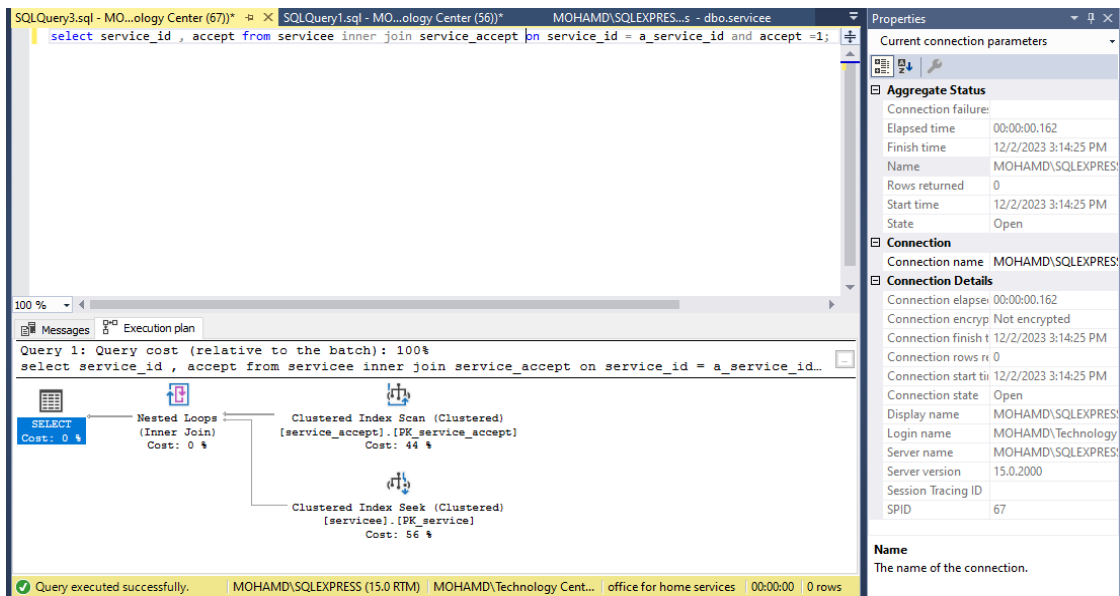 SQLQuery3.sql - MO...ology Center (67))*
SQLQuery1.sql - MO...ology Center (56))*
MOHAMD\SQLEXPRES...s - dbo.servicee
select service_id , accept from servicee inner join service_accept on service_id = a_service_id and accept =1;
100 %
Messages
Execution plan
Query 1: Query cost (relative to the batch): 100%
select service_id , accept from servicee inner join service_accept on service_id = a_service_id…
...
SELECT
Cost: 0 %
Nested Loops
(Inner Join)
Cost: 0 %
Clustered Index Scan (Clustered)
[service_accept].[PK_service_accept]
Cost: 44 %
Clustered Index Seek (Clustered)
[servicee].[PK_service]
Cost: 56 %
Query executed successfully.
MOHAMD\SQLEXPRESS (15.0 RTM)
MOHAMD\Technology Cent...
office for home services
00:00:00
0 rows
Properties
Current connection parameters
Aggregate Status
Connection failures
Elapsed time 00:00:00.162
Finish time 12/2/2023 3:14:25 PM
Name MOHAMD\SQLEXPRES
Rows returned 0
Start time 12/2/2023 3:14:25 PM
State Open
Connection
Connection name MOHAMD\SQLEXPRES
Connection Details
Connection elapse 00:00:00.162
Connection encryp Not encrypted
Connection finish t 12/2/2023 3:14:25 PM
Connection rows re 0
Connection start ti 12/2/2023 3:14:25 PM
Connection state Open
Display name MOHAMD\SQLEXPRES
Login name MOHAMD\Technology
Server name MOHAMD\SQLEXPRES
Server version 15.0.2000
Session Tracing ID
SPID 67
Name
The name of the connection.